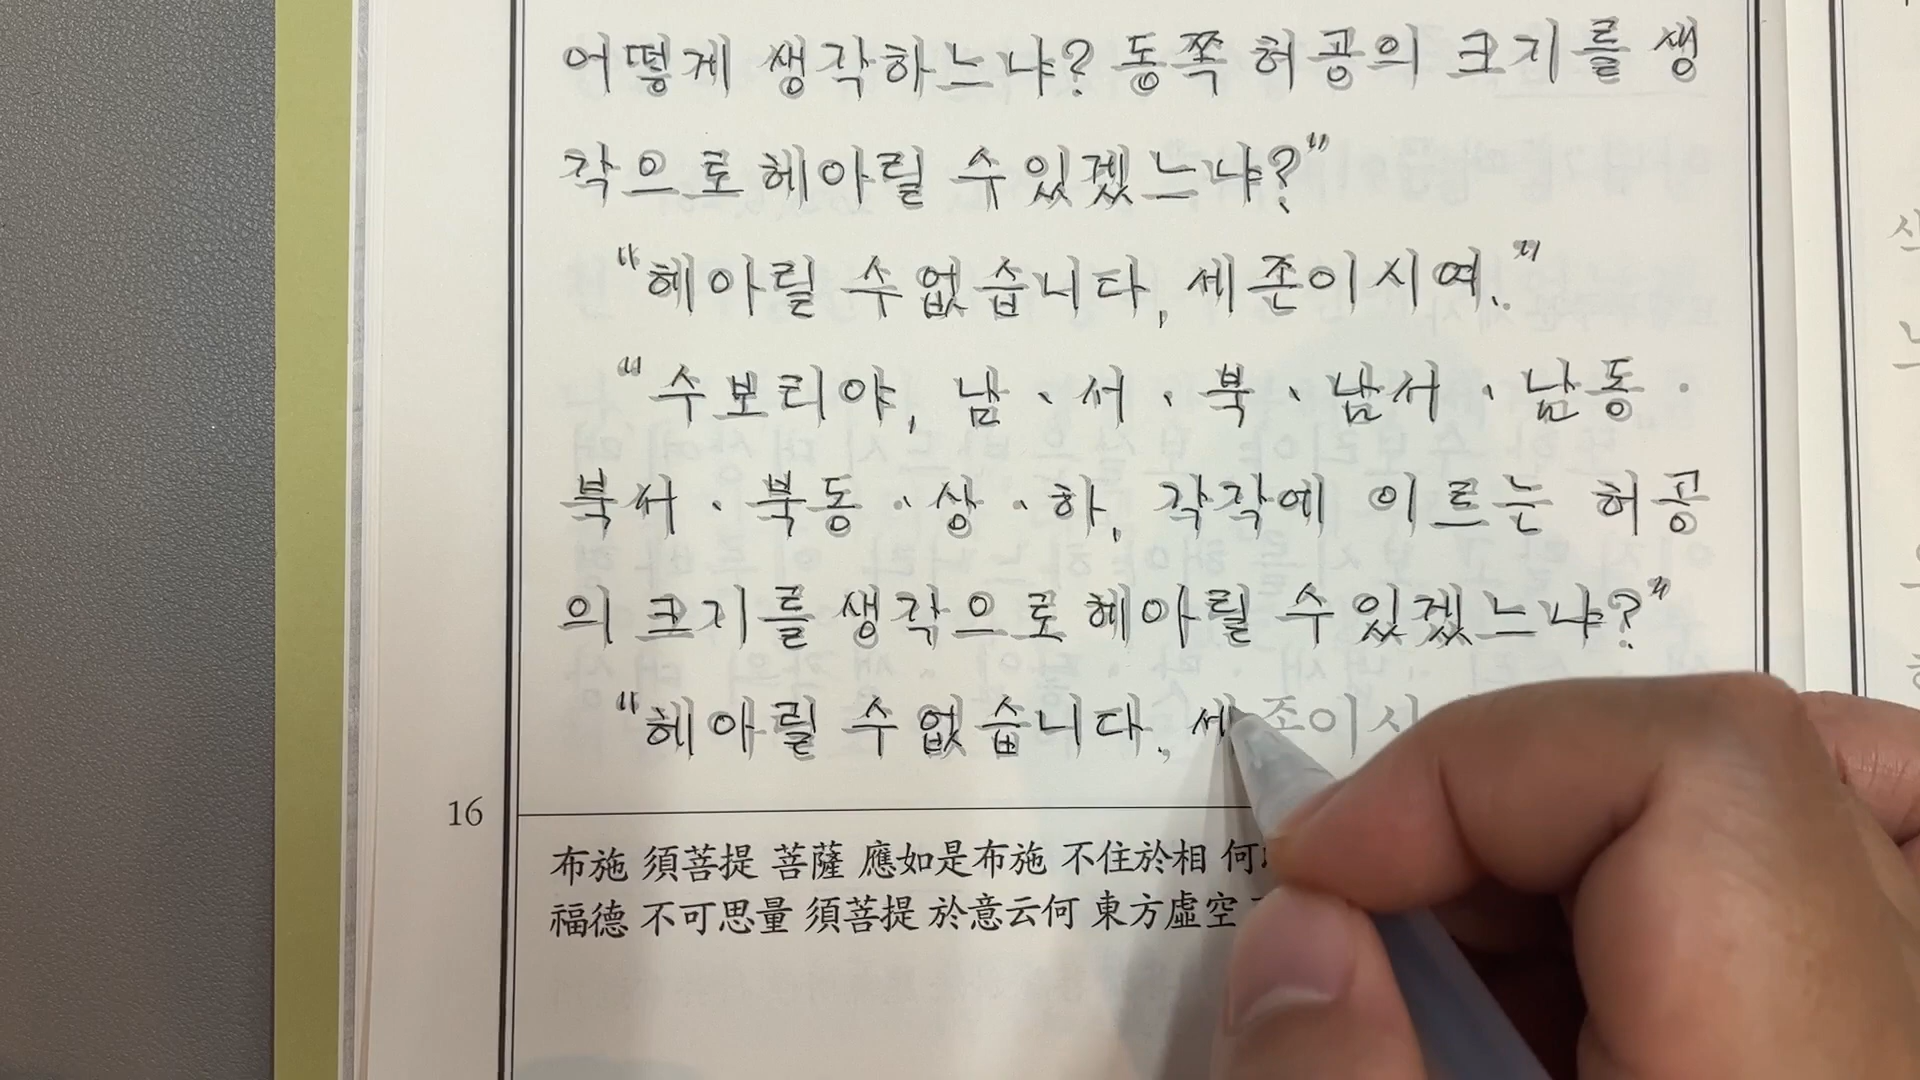 어떻게 생각하느냐? 동쪽 허공의 크기를 생
각으로 헤아릴 수 있겠느냐?"
"헤아릴 수 없습니다, 세존이시여."
"수보리야, 남·서·북·남서·남동·
북서·북동·상·하, 각각에 이르는 허공
의 크기를 생각으로 헤아릴 수 있겠느냐?"
"헤아릴 수 없습니다, 세존이시
16
布施 須菩提 菩薩 應如是布施 不住於相 何
福德 不可思量 須菩提 於意云何 東方虛空